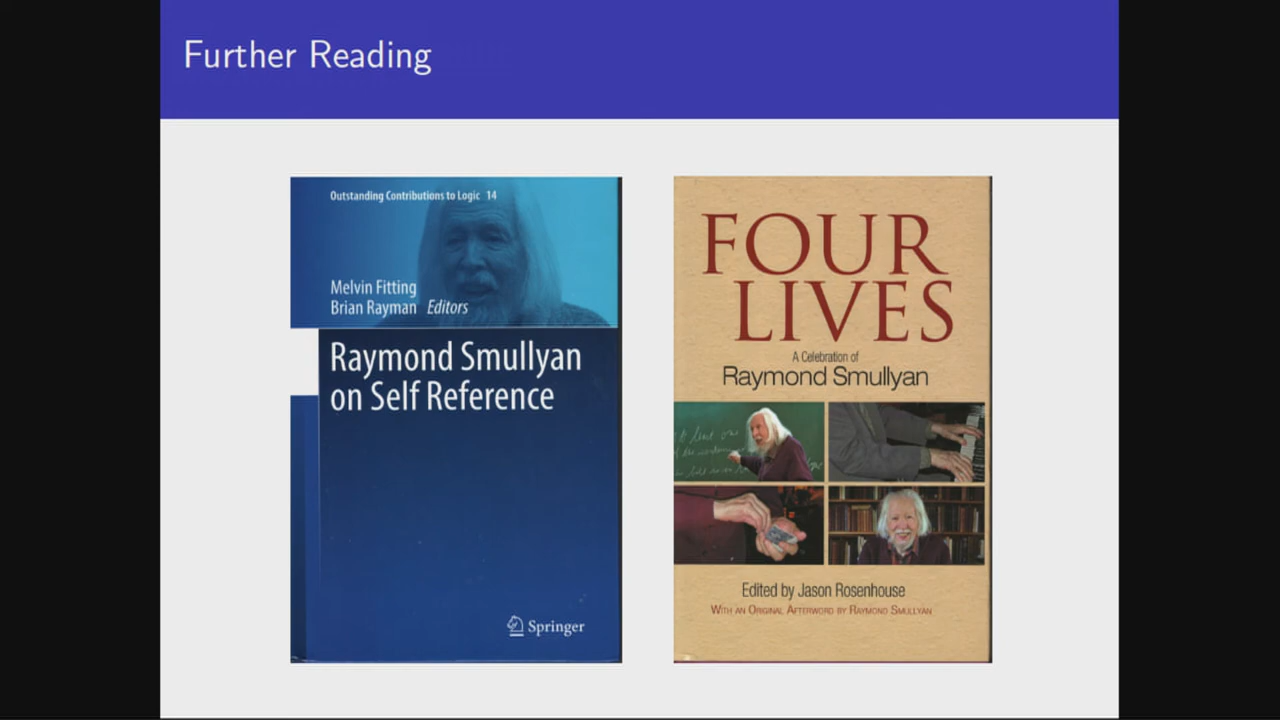 Further Reading
Outstanding Contributions to Logic 14
Melvin Fitting
Brian Rayman Editors
Raymond Smullyan
on Self Reference
Springer
FOUR
LIVES
A Celebration of
Raymond Smullyan
Edited by Jason Rosenhouse
WITH AN ORIGINAL AFTERWORD BY RAYMOND SMULLYAN